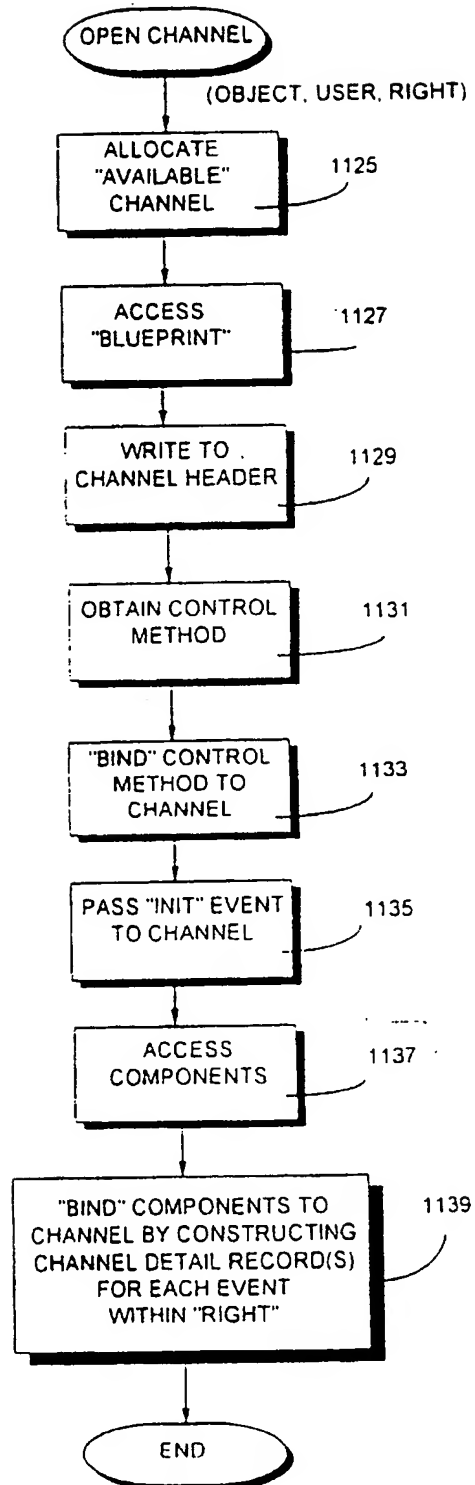 OPEN CHANNEL
(OBJECT, USER, RIGHT)
ALLOCATE
"AVAILABLE"
CHANNEL
1125
ACCESS
"BLUEPRINT"
1127
WRITE TO
CHANNEL HEADER
1129
OBTAIN CONTROL
METHOD
1131
"BIND" CONTROL
METHOD TO
CHANNEL
1133
PASS "INIT" EVENT
TO CHANNEL
1135
ACCESS
COMPONENTS
1137
"BIND" COMPONENTS TO
CHANNEL BY CONSTRUCTING
CHANNEL DETAIL RECORD(S)
FOR EACH EVENT
WITHIN "RIGHT"
1139
END